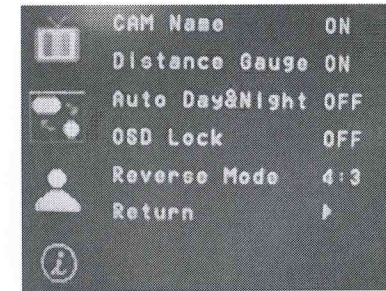 CAM Name ON
Distance Gauge ON
Auto Day&Night OFF
OSD Lock OFF
Reverse Mode 4:3
Return
i